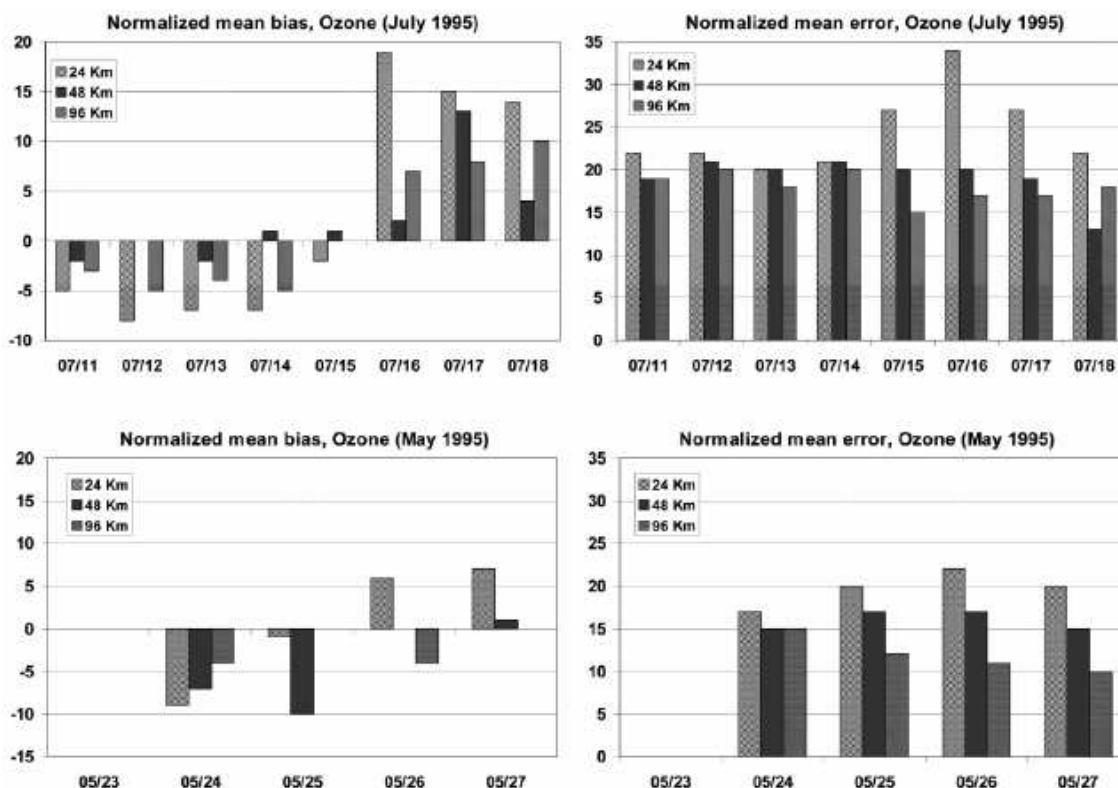 Normalized mean bias, Ozone (July 1995)
20
15
10
5
0
-5
-10
24 Km
48 Km
96 Km
07/11 07/12 07/13 07/14 07/15 07/16 07/17 07/18
Normalized mean error, Ozone (July 1995)
35
30
25
20
15
10
5
0
24 Km
48 Km
96 Km
07/11 07/12 07/13 07/14 07/15 07/16 07/17 07/18
Normalized mean bias, Ozone (May 1995)
20
15
10
5
0
-5
-10
-15
24 Km
48 Km
96 Km
05/23 05/24 05/25 05/26 05/27
Normalized mean error, Ozone (May 1995)
35
30
25
20
15
10
5
0
24 Km
48 Km
96 Km
05/23 05/24 05/25 05/26 05/27